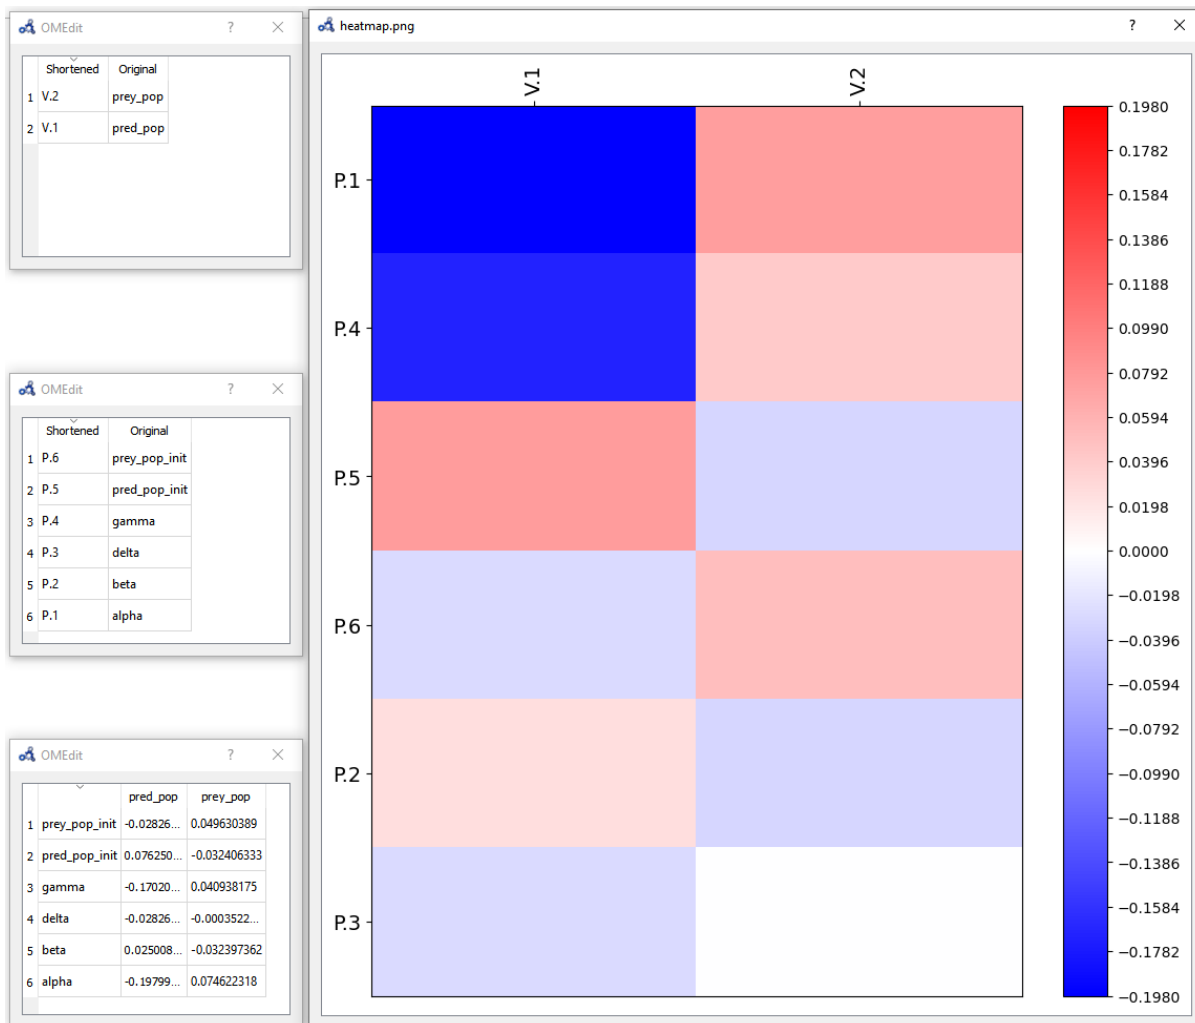 OMEdit ? ×
Shortened Original
1 V.2 prey_pop
2 V.1 pred_pop
OMEdit ? ×
Shortened Original
1 P.6 prey_pop_init
2 P.5 pred_pop_init
3 P.4 gamma
4 P.3 delta
5 P.2 beta
6 P.1 alpha
OMEdit ? ×
pred_pop prey_pop
1 prey_pop_init -0.02826... 0.049630389
2 pred_pop_init 0.076250... -0.032406333
3 gamma -0.17020... 0.040938175
4 delta -0.02826... -0.0003522...
5 beta 0.025008... -0.032397362
6 alpha -0.19799... 0.074622318
heatmap.png ? ×
V.1 V.2
P.1
P.4
P.5
P.6
P.2
P.3
0.1980
0.1782
0.1584
0.1386
0.1188
0.0990
0.0792
0.0594
0.0396
0.0198
0.0000
−0.0198
−0.0396
−0.0594
−0.0792
−0.0990
−0.1188
−0.1386
−0.1584
−0.1782
−0.1980